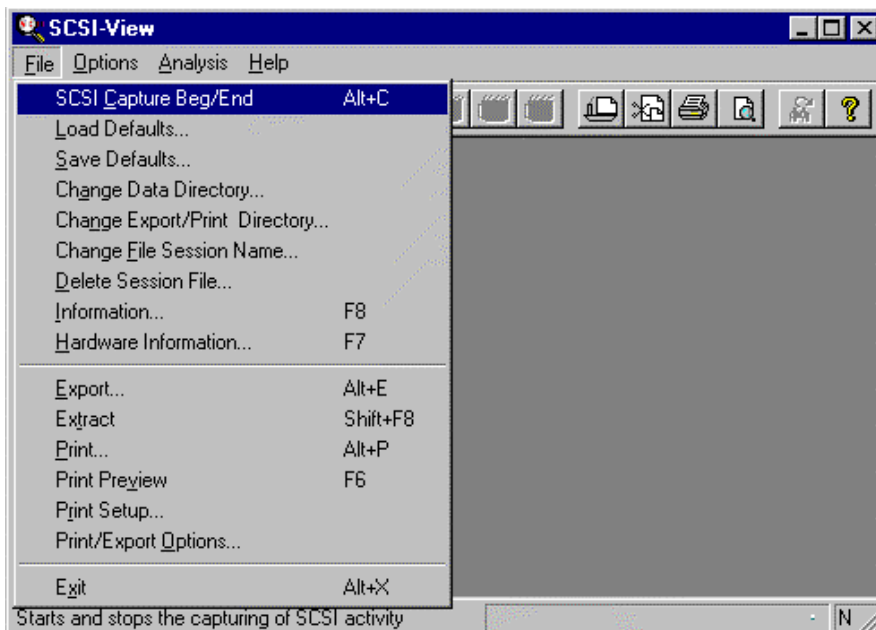 SCSI-View
File Options Analysis Help
SCSI Capture Beg/End Alt+C
Load Defaults...
Save Defaults...
Change Data Directory...
Change Export/Print Directory...
Change File Session Name...
Delete Session File...
Information... F8
Hardware Information... F7
Export... Alt+E
Extract Shift+F8
Print... Alt+P
Print Preview F6
Print Setup...
Print/Export Options...
Exit Alt+X
Starts and stops the capturing of SCSI activity N